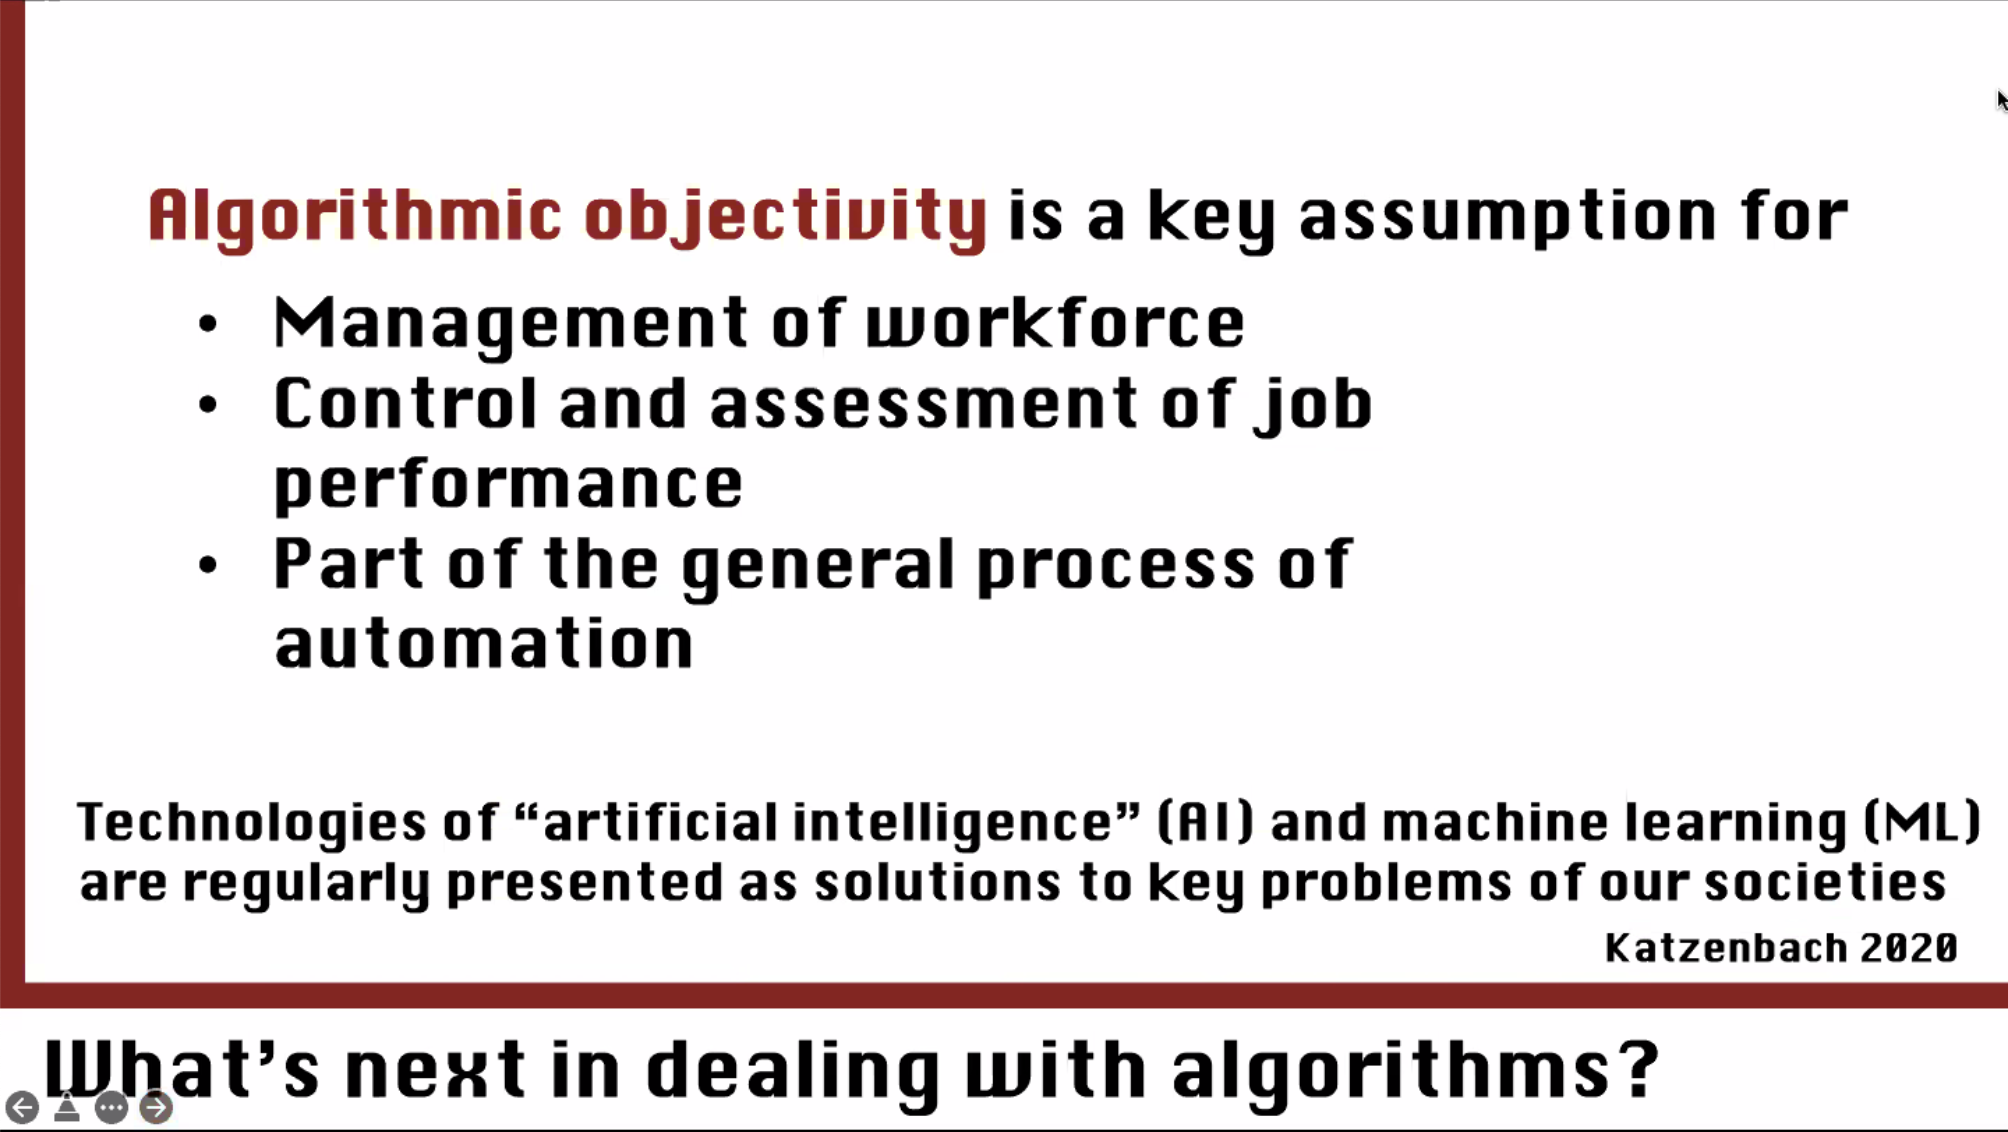 Algorithmic objectivity is a key assumption for
• Management of workforce
• Control and assessment of job
performance
• Part of the general process of
automation
Technologies of “artificial intelligence” (AI) and machine learning (ML)
are regularly presented as solutions to key problems of our societies
Katzenbach 2020
What’s next in dealing with algorithms?